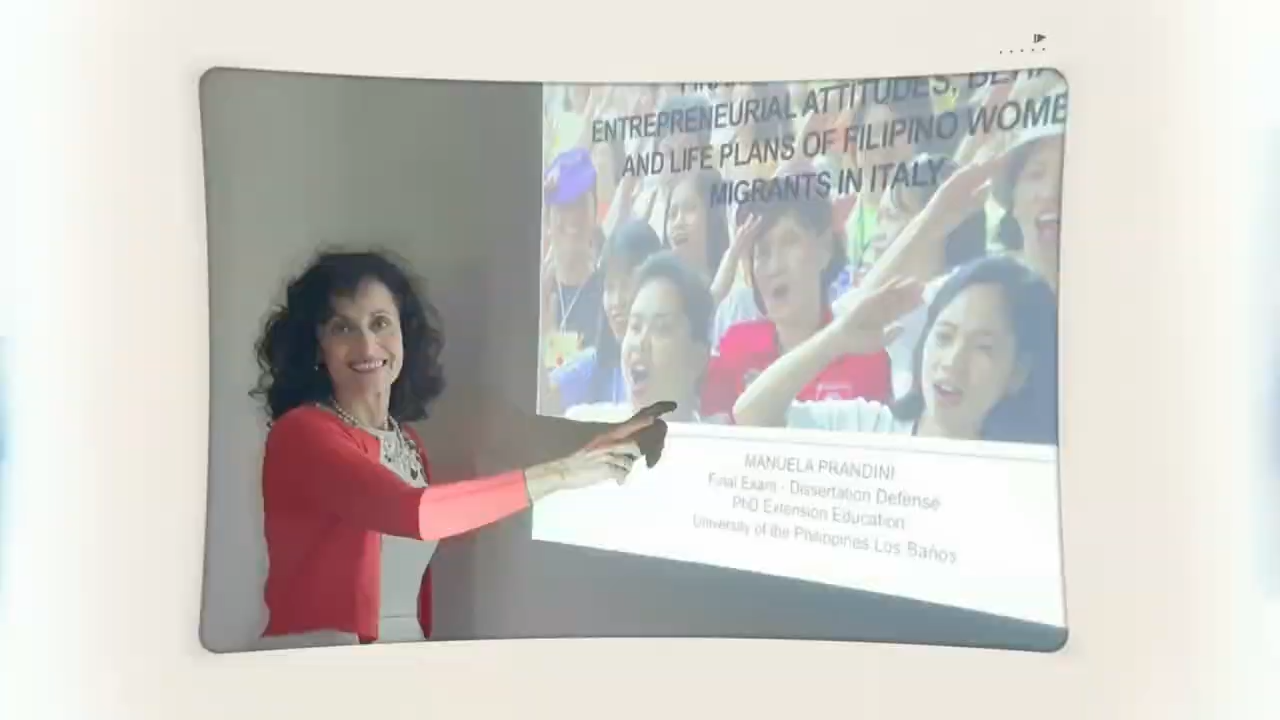 ENTREPRENEURIAL ATTITUDES,
AND LIFE PLANS OF FILIPINO WOME
MIGRANTS IN ITALY
MANUELA PRANDINI
Final Exam - Dissertation Defense
PhD Extension Education
University of the Philippines Los Baños